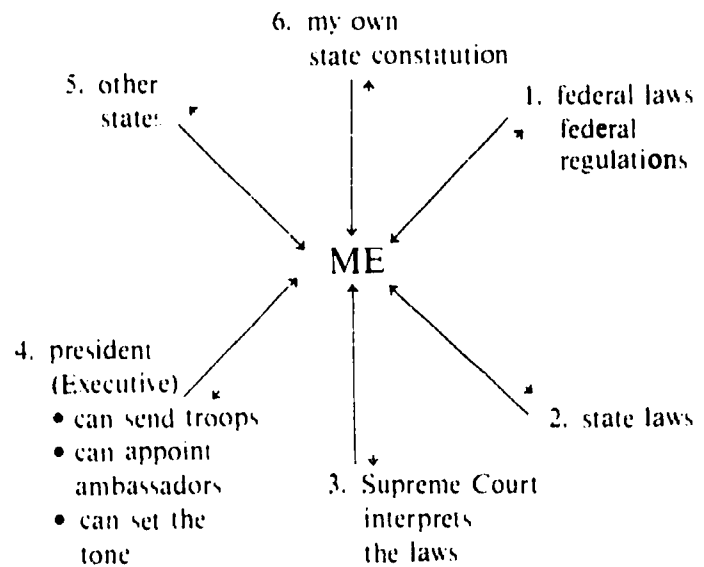 6. my own
state constitution
5. other
states
1. federal laws
federal
regulations
ME
4. president
(Executive)
• can send troops
• can appoint
ambassadors
• can set the
tone
2. state laws
3. Supreme Court
interprets
the laws